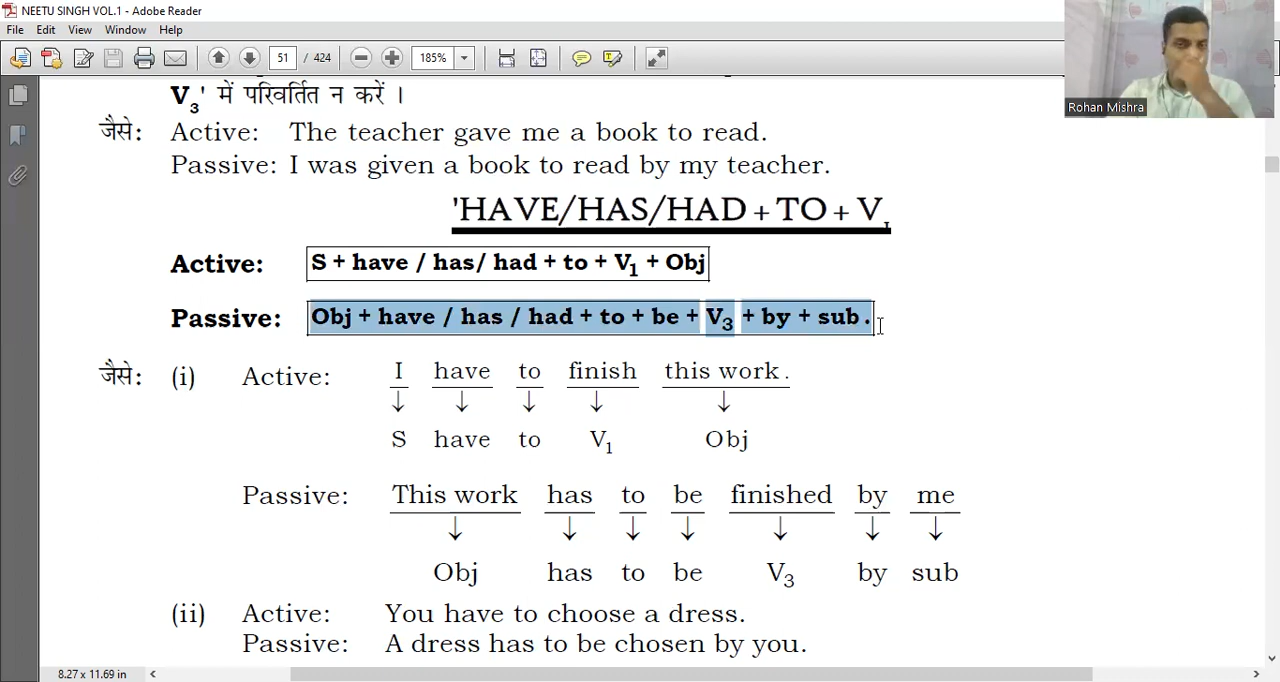 NEETU SINGH VOL.1 - Adobe Reader
File Edit View Window Help
51 / 424 185%
V3' में परिवर्तित न करें ।
जैसे: Active: The teacher gave me a book to read.
Passive: I was given a book to read by my teacher.
'HAVE/HAS/HAD + TO + V1
Active: S + have / has/ had + to + V1 + Obj
Passive: Obj + have / has / had + to + be + V3 + by + sub .
जैसे: (i) Active: I have to finish this work .
S have to V1 Obj
Passive: This work has to be finished by me
Obj has to be V3 by sub
(ii) Active: You have to choose a dress.
Passive: A dress has to be chosen by you.
8.27 x 11.69 in
Rohan Mishra